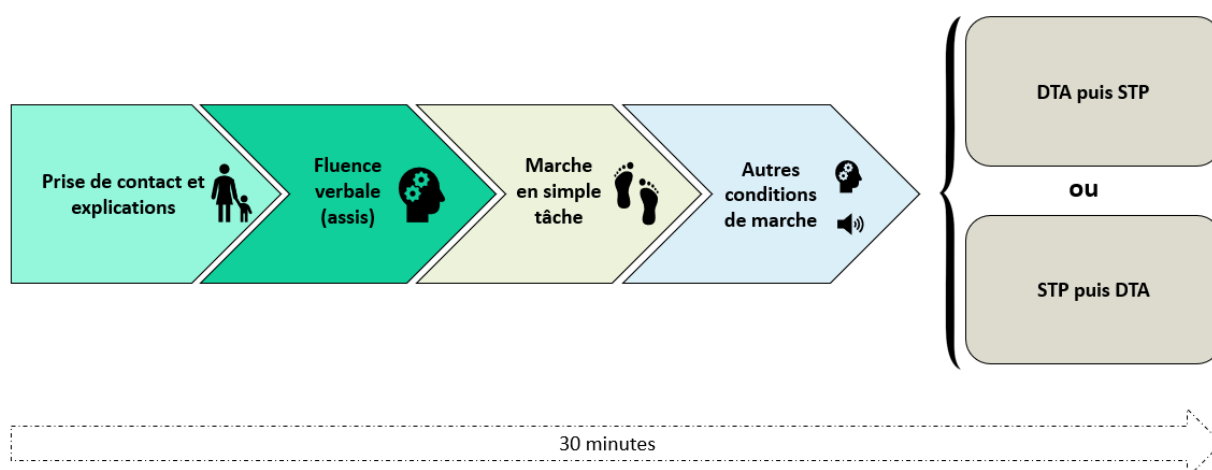 Prise de contact et
explications
Fluence
verbale
(assis)
Marche
en simple
tâche
Autres
conditions
de marche
DTA puis STP
ou
STP puis DTA
30 minutes